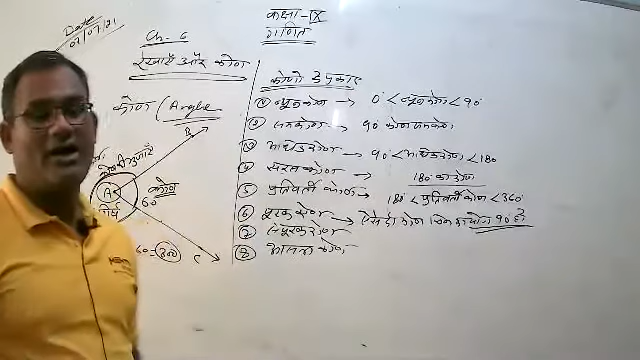 कक्षा-IX
गणित
Date
Ch-6
रेखाएँ और कोण
कोण (Angle
B
A
शीर्ष
कोण
60
C
कोणों के प्रकार
① न्यूनकोण → 0° < न्यूनकोण < 90°
② समकोण → 90 कोण समकोण
③ अधिककोण → 90° < अधिककोण < 180
④ सरल कोण → 180 का कोण
⑤ प्रतिवर्ती कोण → 180° < प्रतिवर्ती कोण < 360°
⑥ पूरक कोण → ऐसे दो कोण जिनका योग 90° हो
⑦ संपूरक कोण
⑧ आसन्न कोण